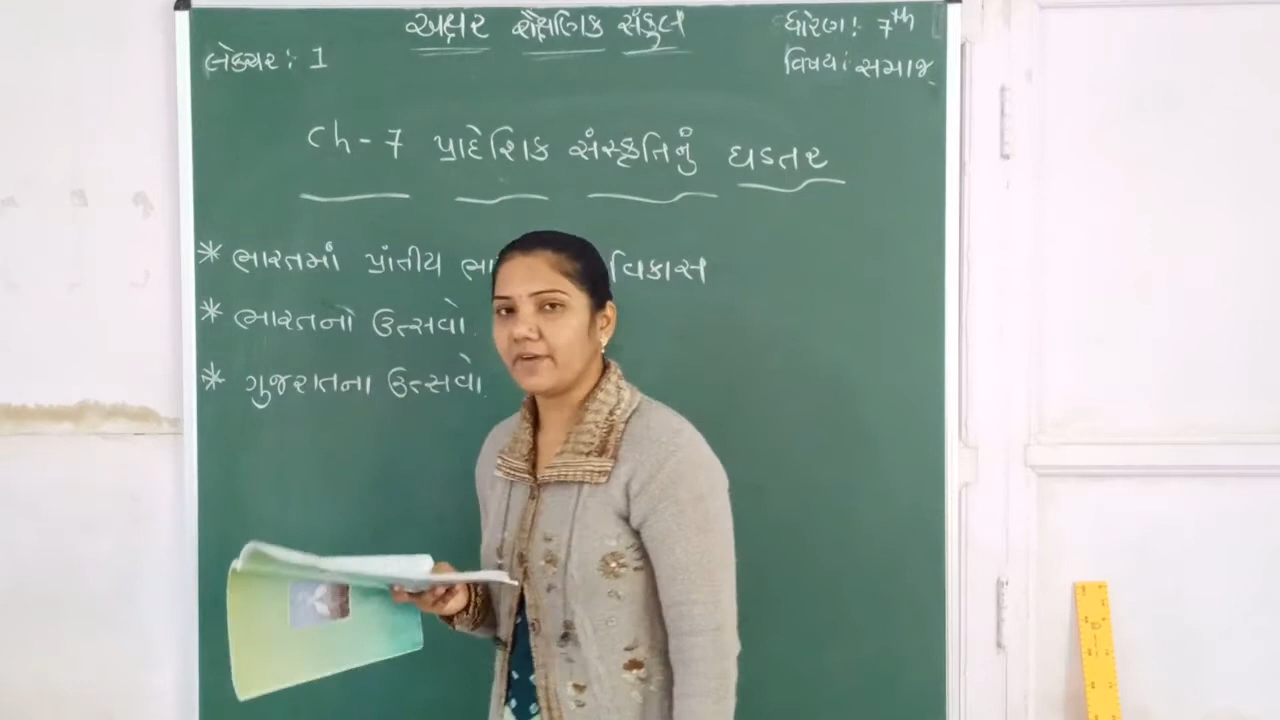 અક્ષર શૈક્ષણિક સંકુલ
ધોરણ: 7th
લેક્ચર: 1
વિષય: સમાજ
Ch-7 પ્રાદેશિક સંસ્કૃતિનું ઘડતર
* ભારતમાં પ્રાંતીય વિકાસ
* ભારતનો ઉત્સવો.
* ગુજરાતના ઉત્સવો.